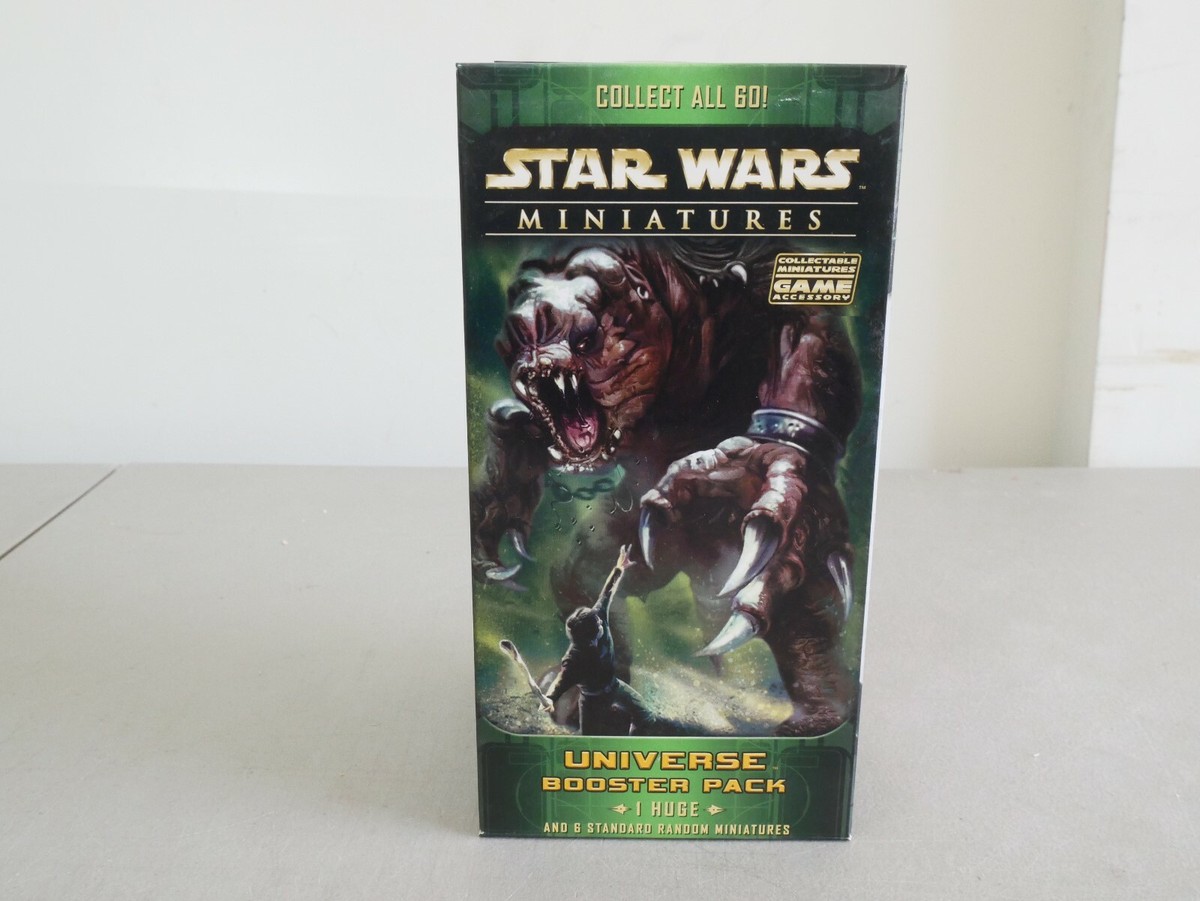 COLLECT ALL 60!
STAR WARS™
MINIATURES
COLLECTABLE
MINIATURES
GAME
ACCESSORY
UNIVERSE
BOOSTER PACK
1 HUGE
AND 6 STANDARD RANDOM MINIATURES